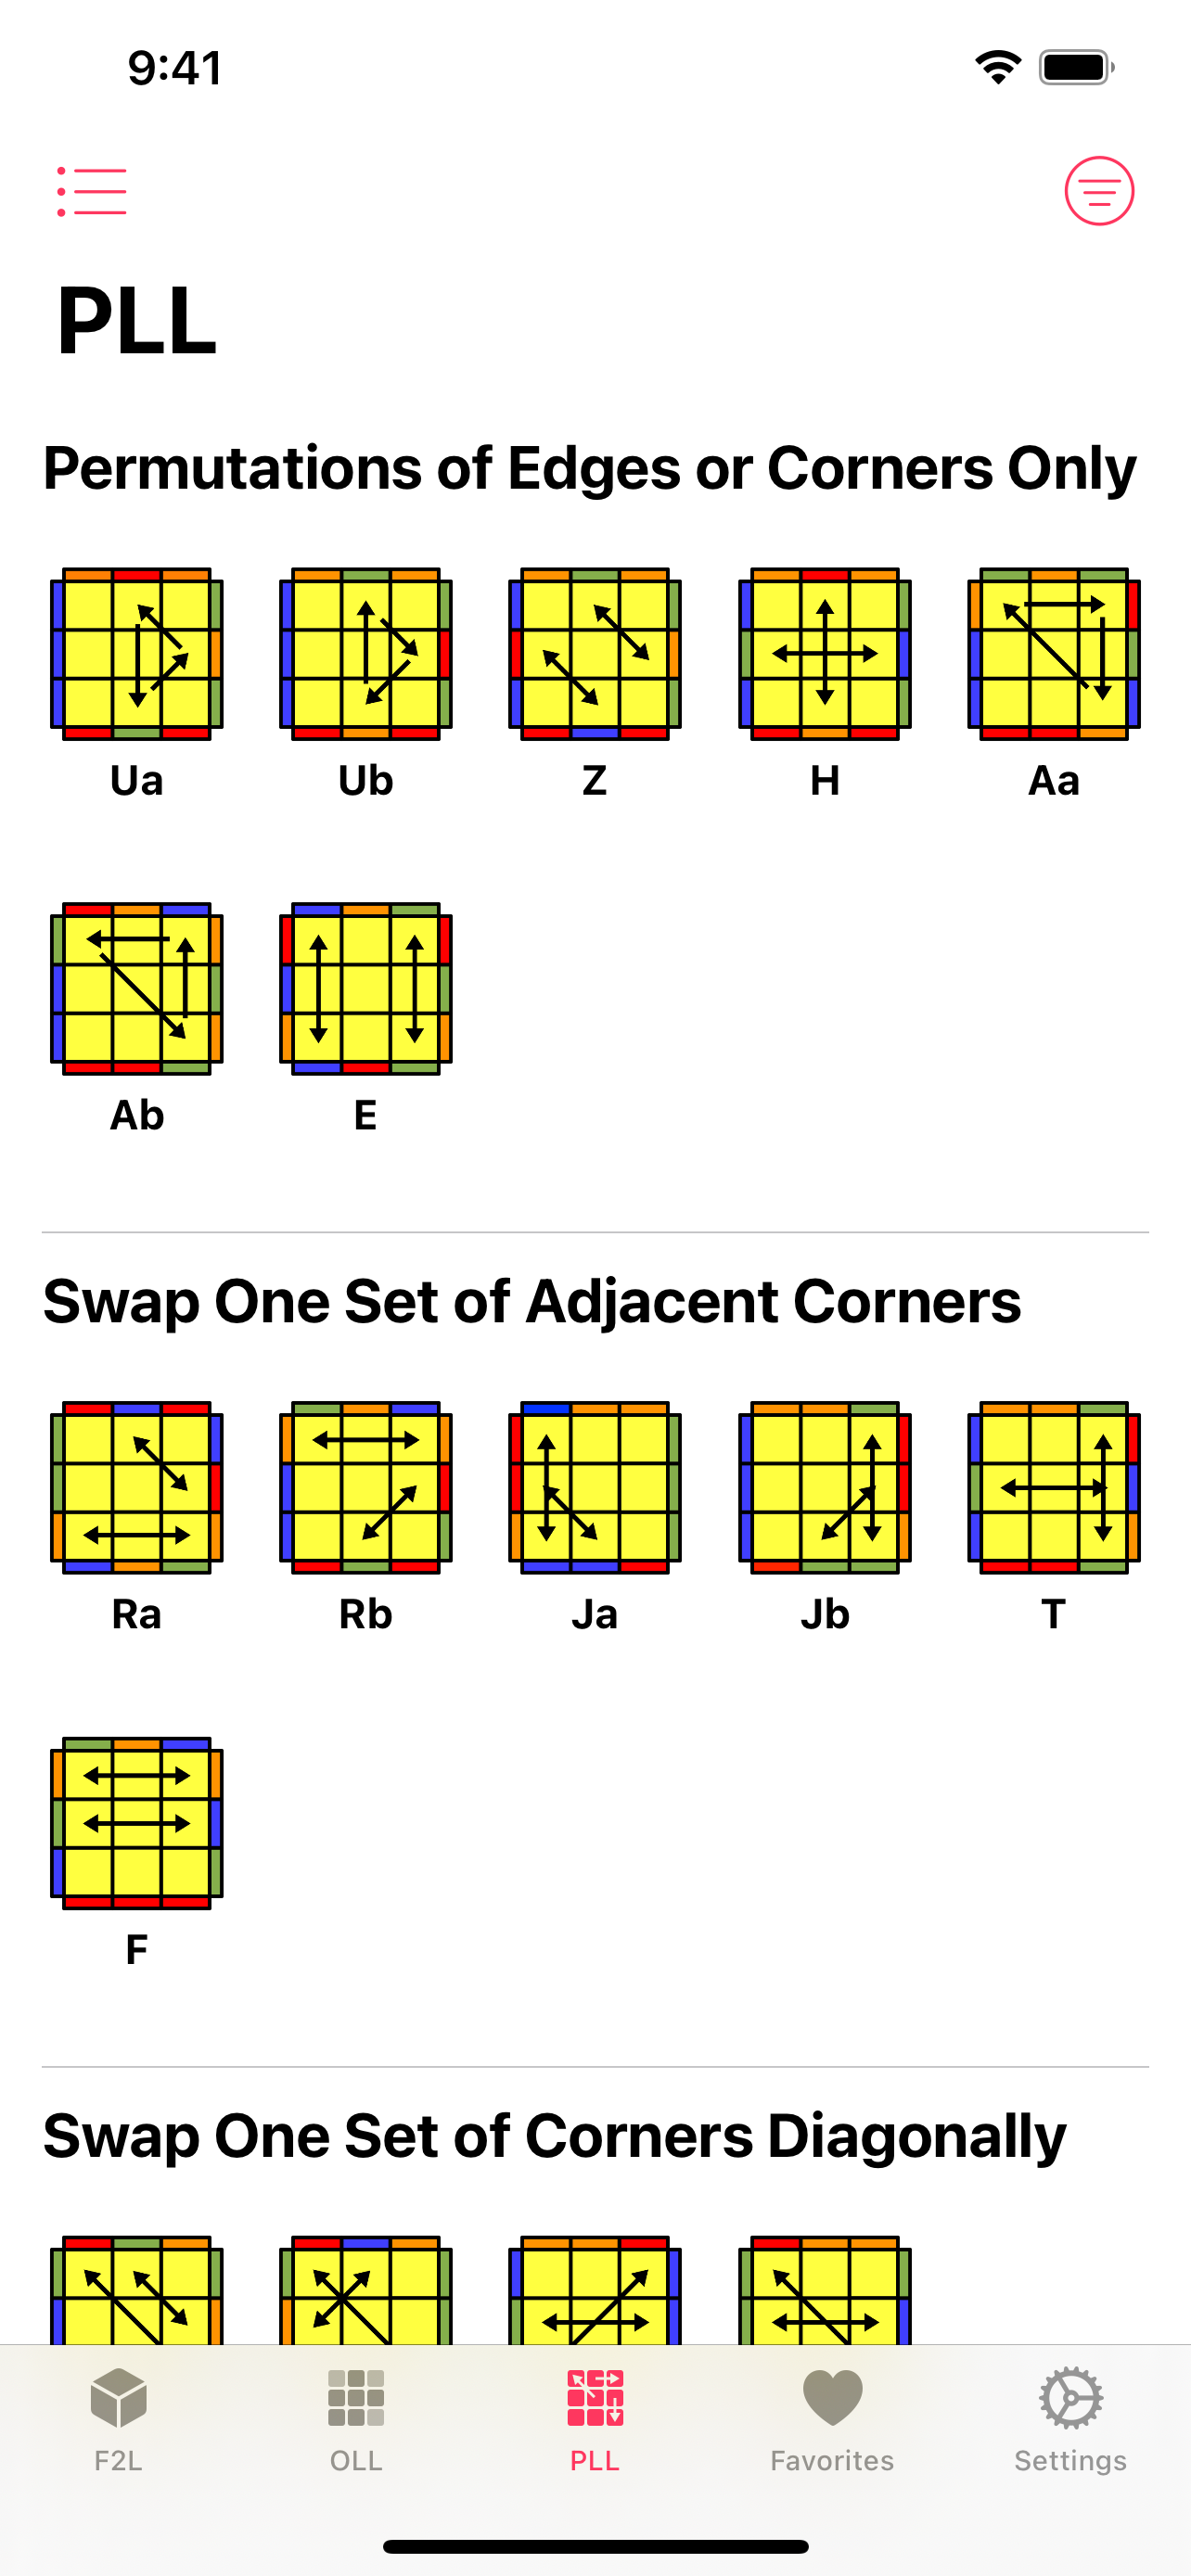 9:41
PLL
Permutations of Edges or Corners Only
Ua Ub Z H Aa
Ab E
Swap One Set of Adjacent Corners
Ra Rb Ja Jb T
F
Swap One Set of Corners Diagonally
F2L OLL PLL Favorites Settings